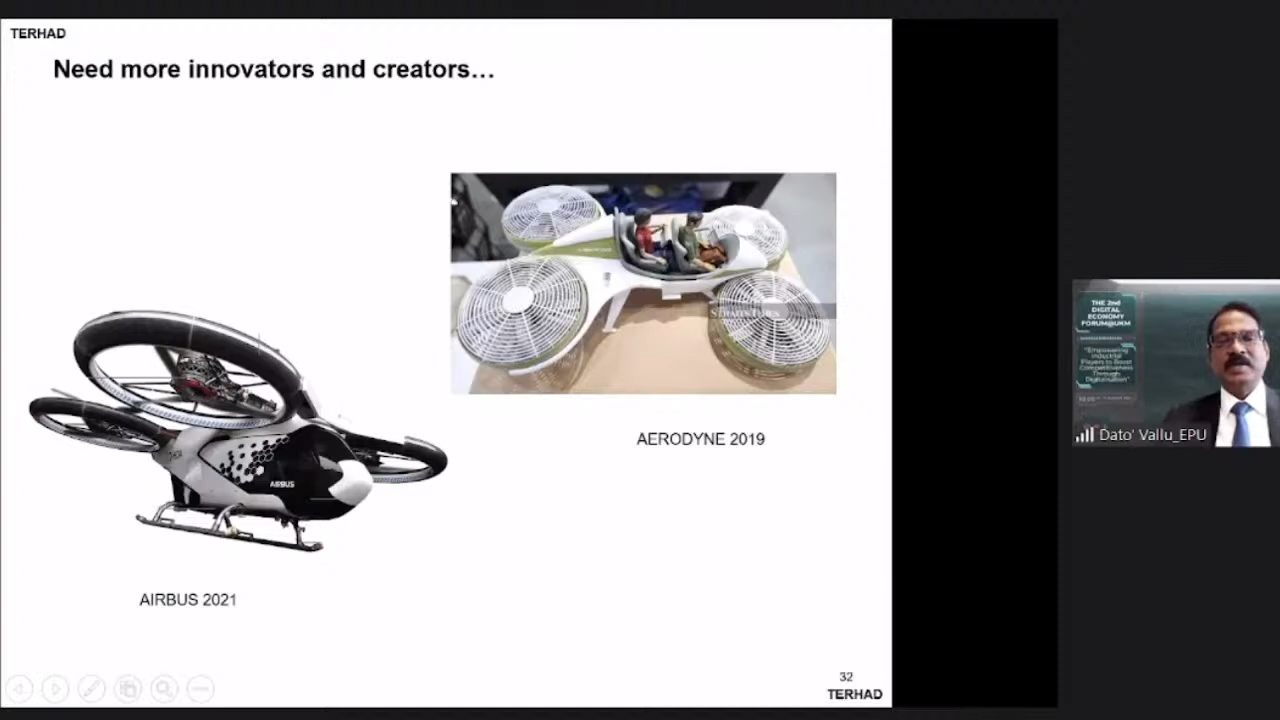 TERHAD
Need more innovators and creators...
AIRBUS
AERODYNE 2019
AIRBUS 2021
32
TERHAD
THE 2nd
DIGITAL
ECONOMY
FORUM@UKM
"Empowering
Industrial
Players to Boost
Competitiveness
Through
Digitalisation"
Dato' Vallu_EPU